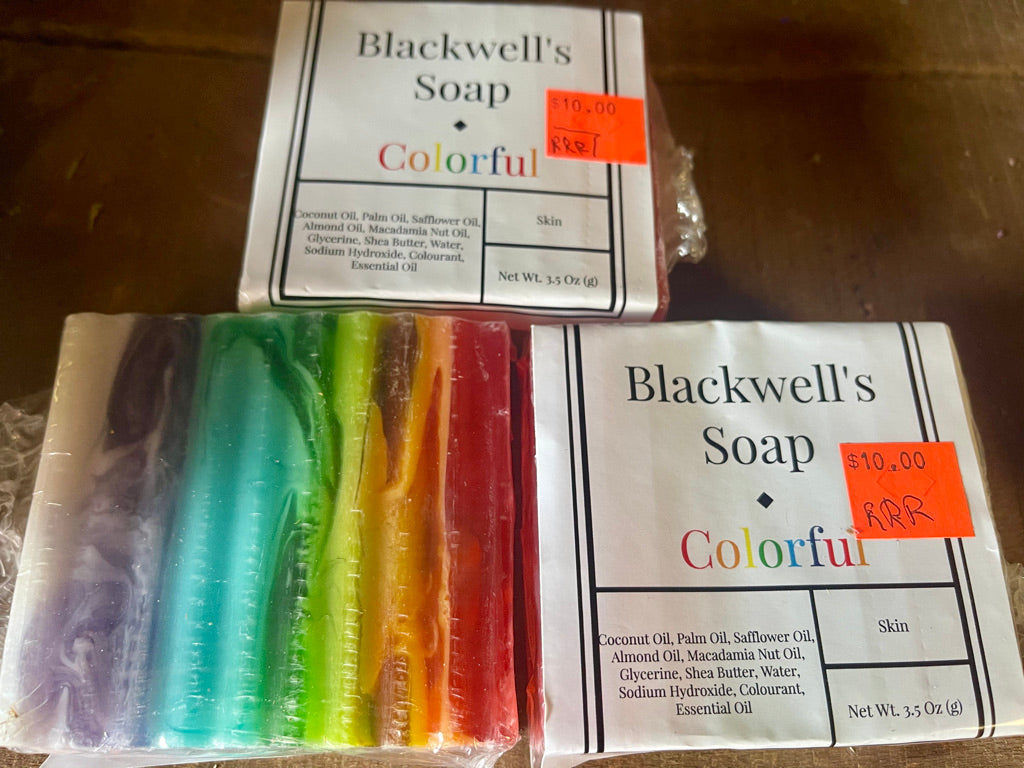 Blackwell's
Soap
$10.00
RRR
Colorful
Coconut Oil, Palm Oil, Safflower Oil,
Almond Oil, Macadamia Nut Oil,
Glycerine, Shea Butter, Water,
Sodium Hydroxide, Colourant,
Essential Oil
Skin
Net Wt. 3.5 Oz (g)
Blackwell's
Soap
$10.00
RRR
Colorful
Coconut Oil, Palm Oil, Safflower Oil,
Almond Oil, Macadamia Nut Oil,
Glycerine, Shea Butter, Water,
Sodium Hydroxide, Colourant,
Essential Oil
Skin
Net Wt. 3.5 Oz (g)